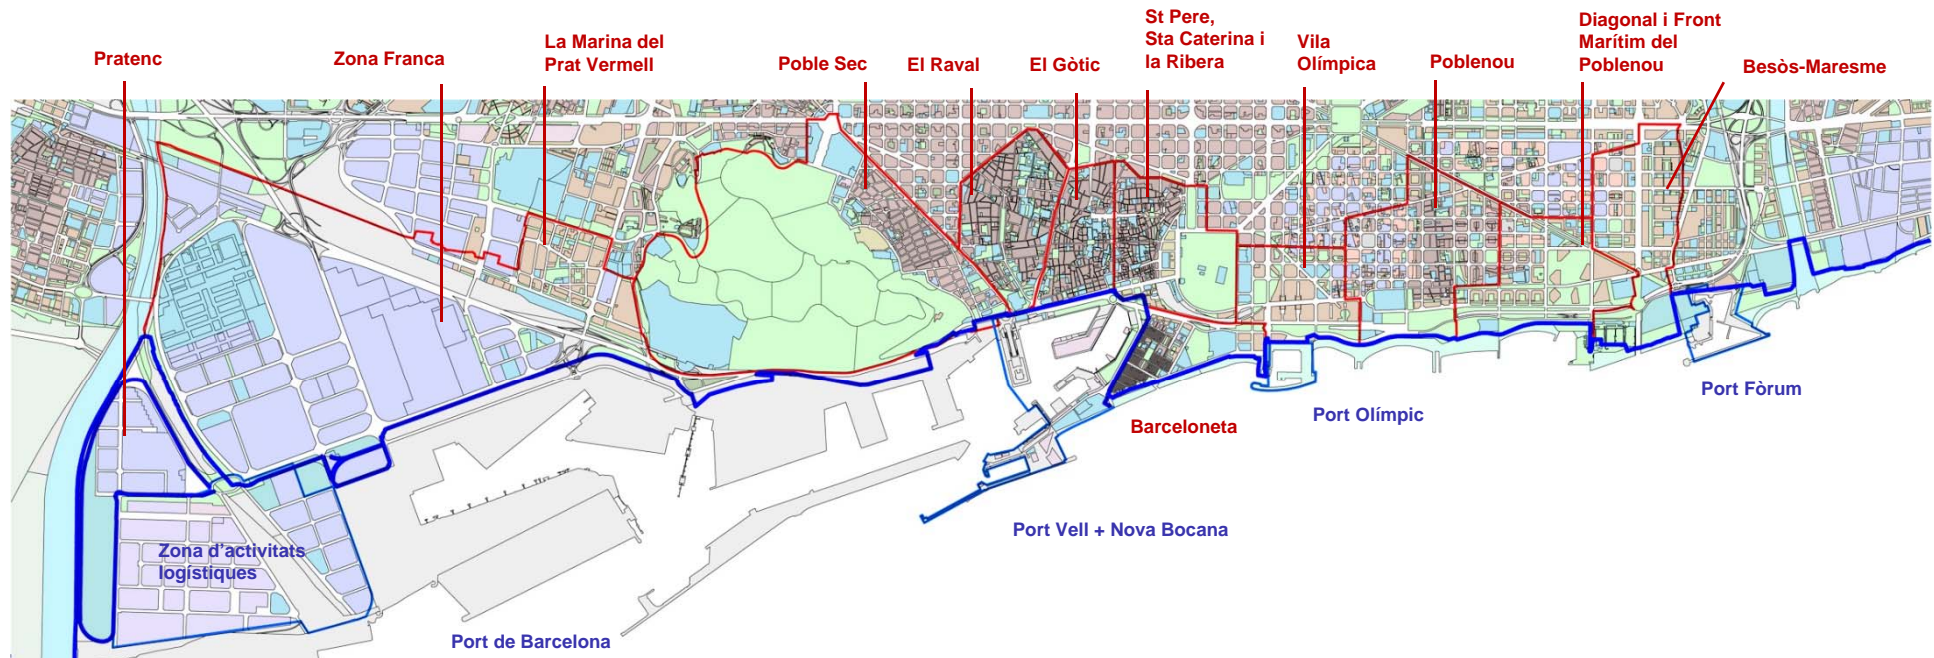 Pratenc
Zona Franca
La Marina del
Prat Vermell
Poble Sec
El Raval
El Gòtic
St Pere,
Sta Caterina i
la Ribera
Vila
Olímpica
Poblenou
Diagonal i Front
Marítim del
Poblenou
Besòs-Maresme
Barceloneta
Port Olímpic
Port Fòrum
Port Vell + Nova Bocana
Zona d’activitats
logístiques
Port de Barcelona